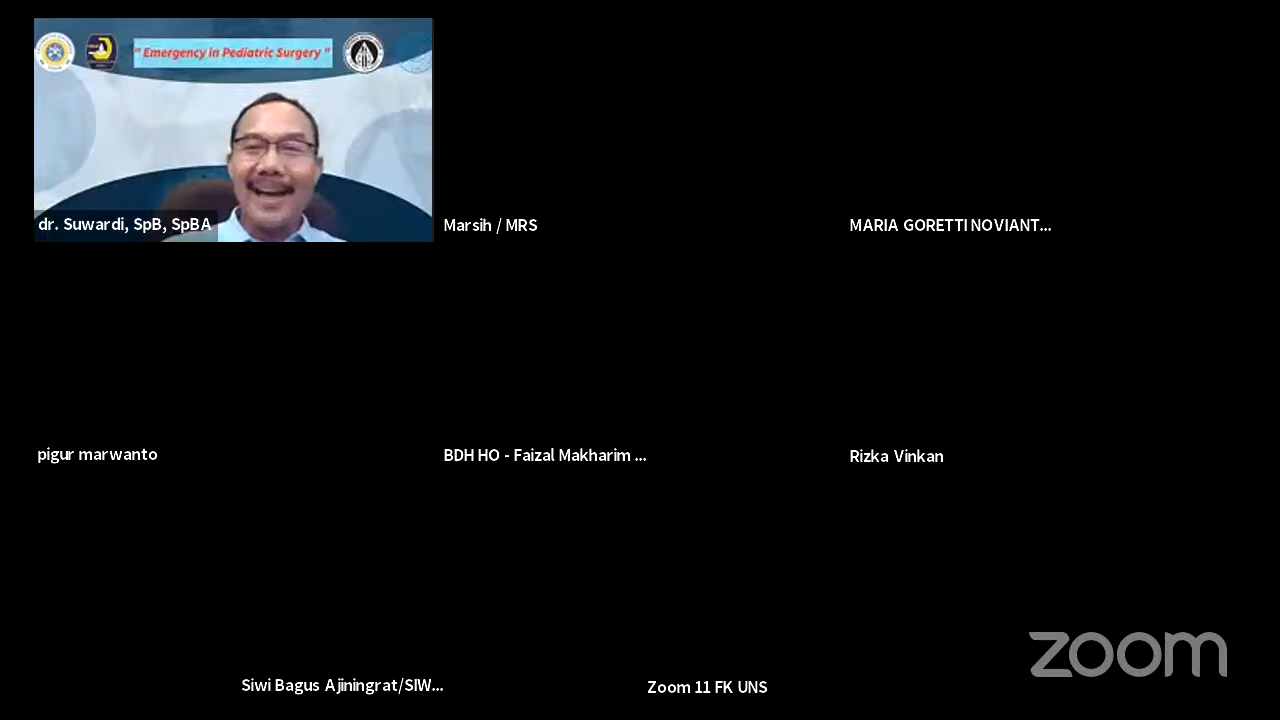 " Emergency in Pediatric Surgery "
dr. Suwardi, SpB, SpBA
Marsih / MRS
MARIA GORETTI NOVIANT...
pigur marwanto
BDH HO - Faizal Makharim ...
Rizka Vinkan
Siwi Bagus Ajiningrat/SIW...
Zoom 11 FK UNS
zoom